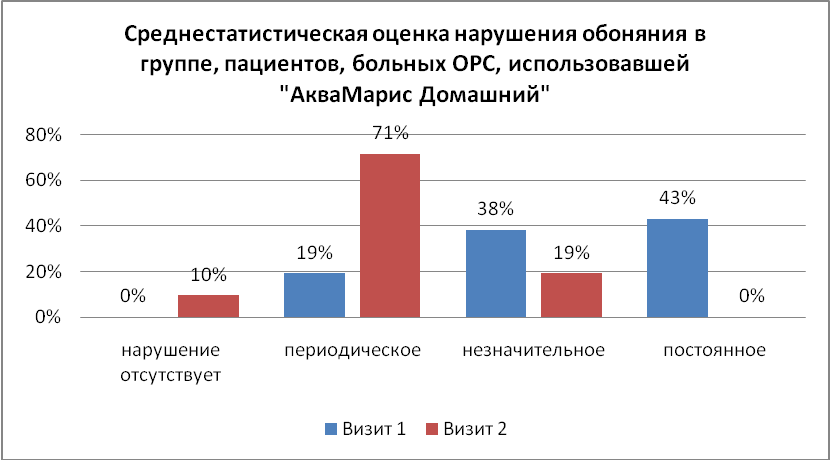 Среднестатистическая оценка нарушения обоняния в
группе, пациентов, больных ОРС, использовавшей
"АкваМарис Домашний"
80%
71%
60%
43%
38%
40%
19%
19%
20%
10%
0%
0%
0%
нарушение
отсутствует
периодическое
незначительное
постоянное
Визит 1
Визит 2